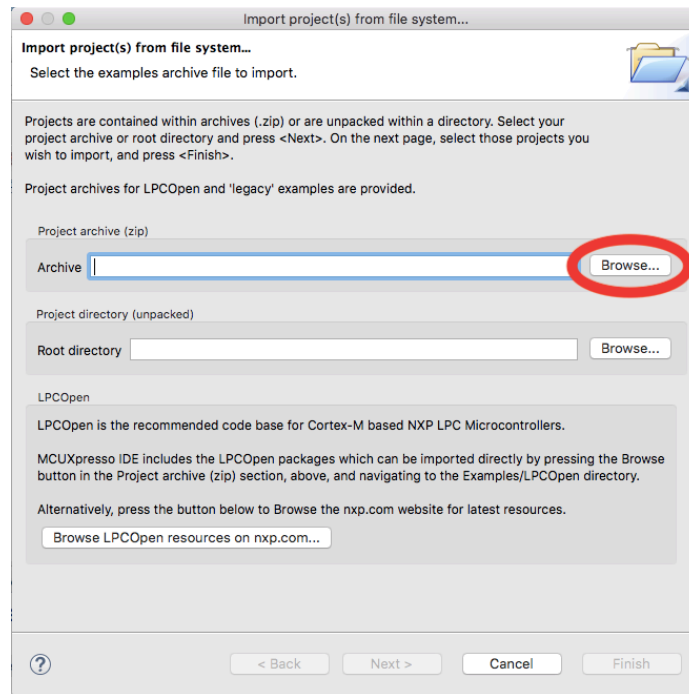 Import project(s) from file system...
Import project(s) from file system...
Select the examples archive file to import.
Projects are contained within archives (.zip) or are unpacked within a directory. Select your
project archive or root directory and press <Next>. On the next page, select those projects you
wish to import, and press <Finish>.
Project archives for LPCOpen and 'legacy' examples are provided.
Project archive (zip)
Archive Browse...
Project directory (unpacked)
Root directory Browse...
LPCOpen
LPCOpen is the recommended code base for Cortex-M based NXP LPC Microcontrollers.
MCUXpresso IDE includes the LPCOpen packages which can be imported directly by pressing the Browse
button in the Project archive (zip) section, above, and navigating to the Examples/LPCOpen directory.
Alternatively, press the button below to Browse the nxp.com website for latest resources.
Browse LPCOpen resources on nxp.com...
? < Back Next > Cancel Finish